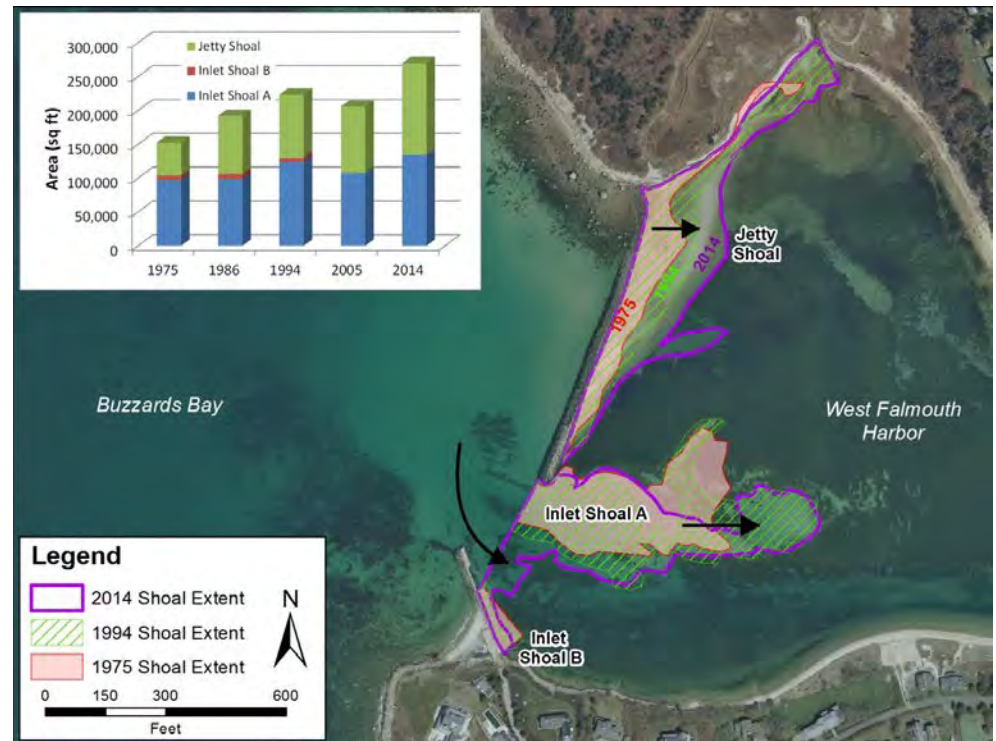 300,000
250,000
200,000
150,000
100,000
50,000
0
Area (sq ft)
Jetty Shoal
Inlet Shoal B
Inlet Shoal A
1975 1986 1994 2005 2014
Jetty
Shoal
2014
1994
1975
Buzzards Bay
West Falmouth
Harbor
Inlet Shoal A
Inlet
Shoal B
Legend
2014 Shoal Extent
1994 Shoal Extent
1975 Shoal Extent
N
0 150 300 600
Feet